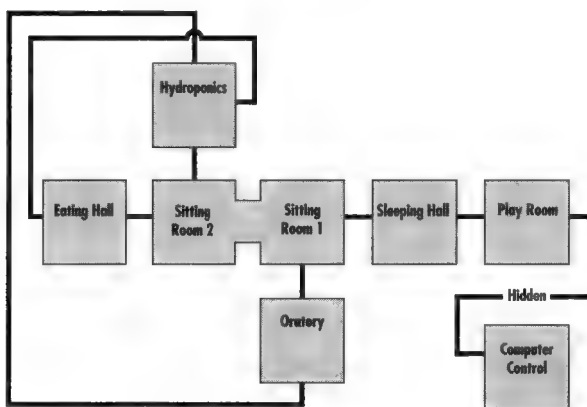 Hydroponics
Eating Hall
Sitting
Room 2
Sitting
Room 1
Sleeping Hall
Play Room
Hidden
Oratory
Computer
Control